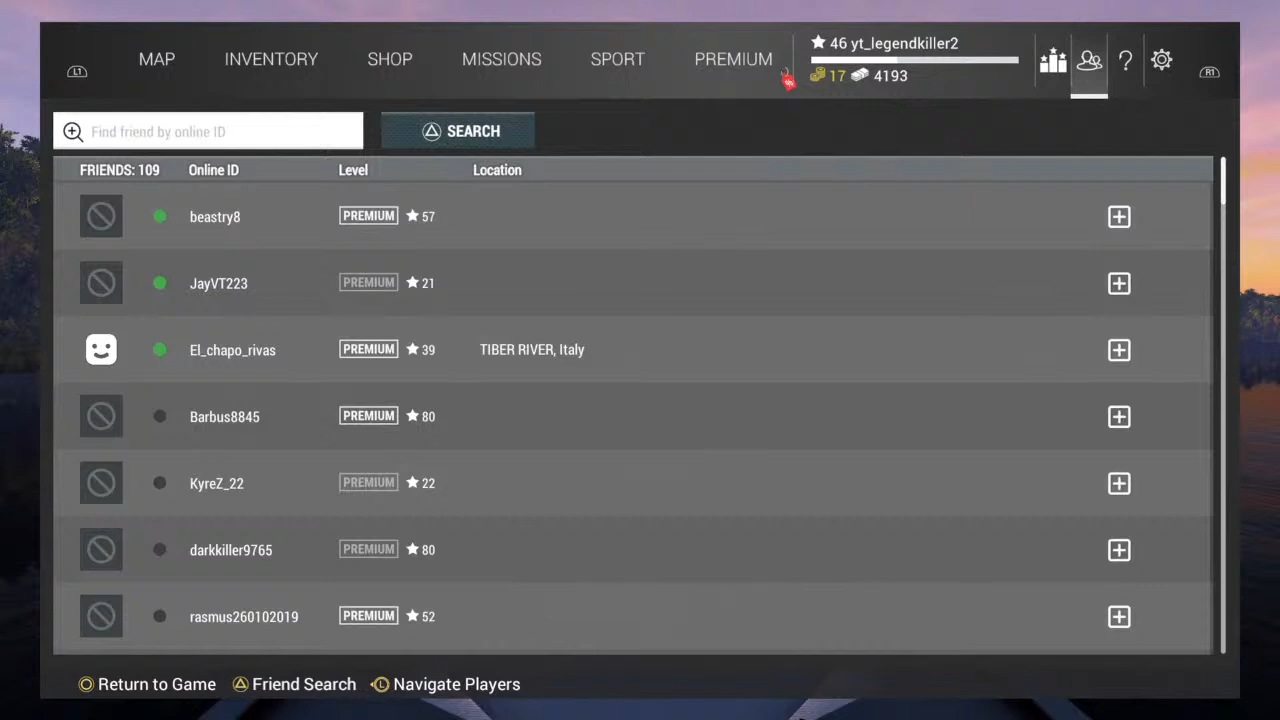 L1 MAP INVENTORY SHOP MISSIONS SPORT PREMIUM 46 yt_legendkiller2 ? R1
17 4193
Find friend by online ID SEARCH
FRIENDS: 109 Online ID Level Location
beastry8 PREMIUM 57
JayVT223 PREMIUM 21
El_chapo_rivas PREMIUM 39 TIBER RIVER, Italy
Barbus8845 PREMIUM 80
KyreZ_22 PREMIUM 22
darkkiller9765 PREMIUM 80
rasmus260102019 PREMIUM 52
Return to Game Friend Search L Navigate Players